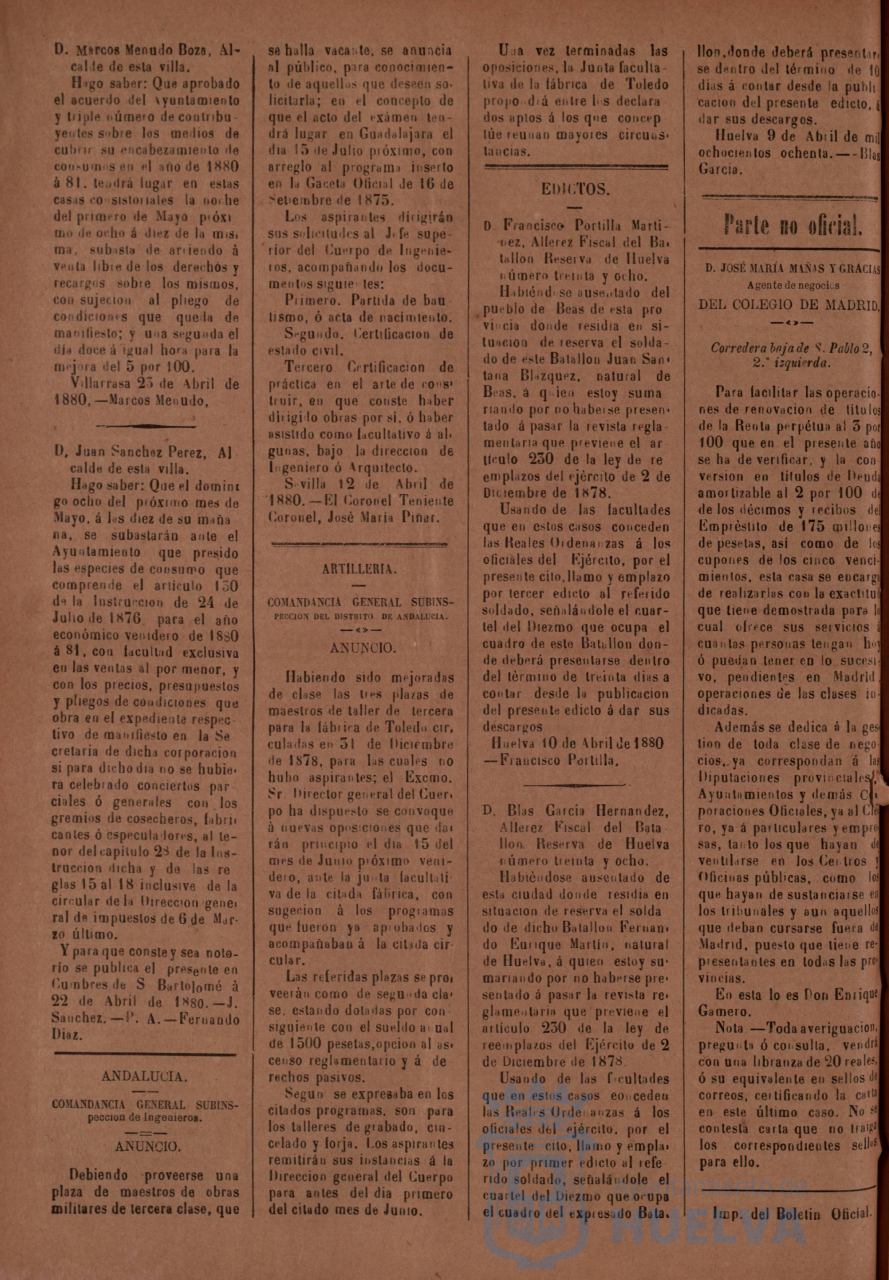 D. Marcos Menudo Boza, Al-
calde de esta villa.
Hago saber: Que aprobado
el acuerdo del Ayuntamiento
y triple número de contribu-
yentes sobre los medios de
cubrir su encabezamiento de
consumos en el año de 1880
á 81, tendrá lugar en estas
casas consistoriales la noche
del primero de Mayo próxi
mo de ocho á diez de la mis-
ma, subasta de arriendo á
venta libre de los derechos y
recargos sobre los mismos,
con sujecion al pliego de
condiciones que queda de
manifiesto; y una segunda el
dia doce á igual hora para la
mejora del 5 por 100.
Villarrasa 25 de Abril de
1880.—Marcos Menudo,
D, Juan Sanchez Perez, Al
calde de esta villa.
Hago saber: Que el domin-
go ocho del próximo mes de
Mayo, á las diez de su maña
na, se subastarán ante el
Ayuntamiento que presido
las especies de consumo que
comprende el artículo 130
de la Instruccion de 24 de
Julio de 1876, para el año
económico venidero de 1880
á 81, con facultad exclusiva
en las ventas al por menor, y
con los precios, presupuestos
y pliegos de condiciones que
obra en el expediente respec-
tivo de manifiesto en la Se
cretaria de dicha corporacion
si para dicho dia no se hubie-
ra celebrado conciertos par
ciales ó generales con los
gremios de cosecheros, fabri
cantes ó especuladores, al te-
nor del capitulo 28 de la Ins-
truccion dicha y de las re
glas 15 al 18 inclusive de la
circular de la Direccion gene-
ral de impuestos de 6 de Mar-
zo último.
Y para que conste y sea noto-
rio se publica el presente en
Cumbres de S. Bartolomé á
22 de Abril de 1880.—J.
Sanchez.—P. A.—Fernando
Diaz.
ANDALUCIA.
COMANDANCIA GENERAL SUBINS-
peccion de Ingenieros.
ANUNCIO.
Debiendo proveerse una
plaza de maestros de obras
militares de tercera clase, que
se halla vacante, se anuncia
al público, para conocimien-
to de aquellos que deseen so-
licitarla; en el concepto de
que el acto del exámen ten-
drá lugar en Guadalajara el
dia 15 de Julio próximo, con
arreglo al programa inserto
en la Gaceta Oficial de 16 de
Setiembre de 1875.
Los aspirantes dirigirán
sus solicitudes al Jefe supe-
rior del Cuerpo de Ingenie-
ros, acompañando los docu-
mentos siguientes:
Primero. Partida de bau-
tismo, ó acta de nacimiento.
Segundo. Certificacion de
estado civil.
Tercero Certificacion de
práctica en el arte de cons-
truir, en que conste haber
dirigido obras por si, ó haber
asistido como facultativo á al-
gunas, bajo la direccion de
Ingeniero ó Arquitecto.
Sevilla 12 de Abril de
1880.—El Coronel Teniente
Coronel, José Maria Piñar.
ARTILLERIA.
COMANDANCIA GENERAL SUBINS-
PECCION DEL DISTRITO DE ANDALUCIA.
ANUNCIO.
Habiendo sido mejoradas
de clase las tres plazas de
maestros de taller de tercera
para la fábrica de Toledo cir,
culadas en 31 de Diciembre
de 1878, para las cuales no
hubo aspirantes; el Excmo.
Sr. Director general del Cuer-
po ha dispuesto se convoque
á nuevas oposiciones que da-
rán principio el dia 15 del
mes de Junio próximo veni-
dero, ante la junta facultati-
va de la citada fábrica, con
sugecion á los programas
que fueron ya aprobados y
acompañaban á la citada cir-
cular.
Las referidas plazas se pro-
veerán como de segunda cla-
se, estando dotadas por con-
siguiente con el sueldo anual
de 1500 pesetas, opcion al as-
censo reglamentario y á de-
rechos pasivos.
Segun se expresaba en los
citados programas, son para
los talleres de grabado, cin-
celado y forja. Los aspirantes
remitirán sus instancias á la
Direccion general del Cuerpo
para antes del dia primero
del citado mes de Junio.
Una vez terminadas las
oposiciones, la Junta faculta-
tiva de la fábrica de Toledo
propondrá entre los declara
dos aptos á los que concep
túe reunan mayores circuns-
tancias.
EDICTOS.
D. Francisco Portilla Marti-
nez, Alferez Fiscal del Ba
tallon Reserva de Huelva
número treinta y ocho.
Habiéndose ausentado del
pueblo de Beas de esta pro
vincia donde residia en si-
tuacion de reserva el solda-
do de este Batallon Juan San-
tana Blazquez, natural de
Beas, á quien estoy suma
riando por no haberse presen-
tado á pasar la revista regla-
mentaria que previene el ar
tículo 230 de la ley de re
emplazos del ejército de 2 de
Diciembre de 1878.
Usando de las facultades
que en estos casos conceden
las Reales Ordenanzas á los
oficiales del Ejército, por el
presente cito, llamo y emplazo
por tercer edicto al referido
soldado, señalándole el cuar-
tel del Diezmo que ocupa el
cuadro de este Batallon don-
de deberá presentarse dentro
del término de treinta dias a
contar desde la publicacion
del presente edicto á dar sus
descargos
Huelva 10 de Abril de 1880
—Francisco Portilla,
D. Blas Garcia Hernandez,
Alferez Fiscal del Bata
llon Reserva de Huelva
número treinta y ocho.
Habiéndose ausentado de
esta ciudad donde residia en
situacion de reserva el solda
do de dicho Batallon Fernan-
do Enrique Martin, natural
de Huelva, á quien estoy su-
mariando por no haberse pre-
sentado á pasar la revista re-
glamentaria que previene el
artículo 230 de la ley de
reemplazos del Ejército de 2
de Diciembre de 1878.
Usando de las facultades
que en estos casos conceden
las Reales Ordenanzas á los
oficiales del ejército, por el
presente cito, llamo y empla-
zo por primer edicto al refe
rido soldado, señalándole el
cuartel del Diezmo que ocupa
el cuadro del expresado Bata-
llon, donde deberá presentar
se dentro del término de 10
dias á contar desde la publi
cacion del presente edicto, á
dar sus descargos.
Huelva 9 de Abril de mil
ochocientos ochenta.—-Blas
Garcia.
Parte no oficial.
D. JOSÉ MARÍA MAÑAS Y GRACIAS
Agente de negocios
DEL COLEGIO DE MADRID,
Corredera baja de S. Pablo 2,
2.° izquierda.
Para facilitar las operacio-
nes de renovacion de titulos
de la Renta perpétua al 3 por
100 que en el presente año
se ha de verificar, y la con
version en titulos de Deuda
amortizable al 2 por 100 de
de los décimos y recibos del
Empréstito de 175 millones
de pesetas, asi como de los
cupones de los cinco venci-
mientos, esta casa se encarga
de realizarlas con la exactitud
que tiene demostrada para lo
cual ofrece sus servicios á
cuantas personas tengan hoy
ó puedan tener en lo sucesi-
vo, pendientes en Madrid
operaciones de las clases in-
dicadas.
Además se dedica á la ges
tion de toda clase de nego
cios, ya correspondan á las
Diputaciones provinciales,
Ayuntamientos y demás Cor
poraciones Oficiales, ya al Cle
ro, ya á particulares y empre
sas, tanto los que hayan de
ventilarse en los Centros y
Oficinas públicas, como los
que hayan de sustanciarse en
los tribunales y aun aquellos
que deban cursarse fuera de
Madrid, puesto que tiene re-
presentantes en todas las pro
vincias.
En esta lo es Don Enrique
Gamero.
Nota.—Toda averiguacion,
pregunta ó consulta, vendrá
con una libranza de 20 reales,
ó su equivalente en sellos de
correos, certificando la carta
en este último caso. No se
contesta carta que no traiga
los correspondientes sellos
para ello.
Imp. del Boletin Oficial.
HUELVA